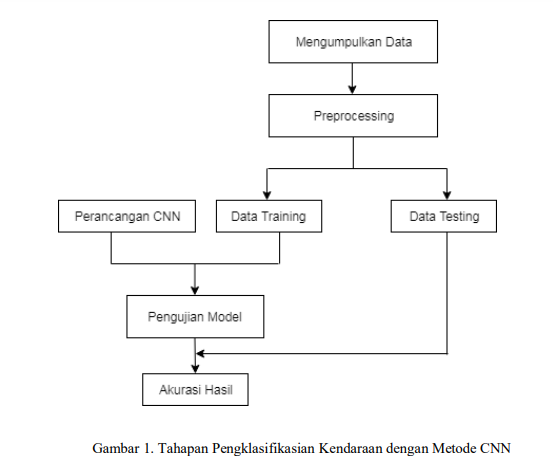 Mengumpulkan Data
Preprocessing
Perancangan CNN
Data Training
Data Testing
Pengujian Model
Akurasi Hasil
Gambar 1. Tahapan Pengklasifikasian Kendaraan dengan Metode CNN